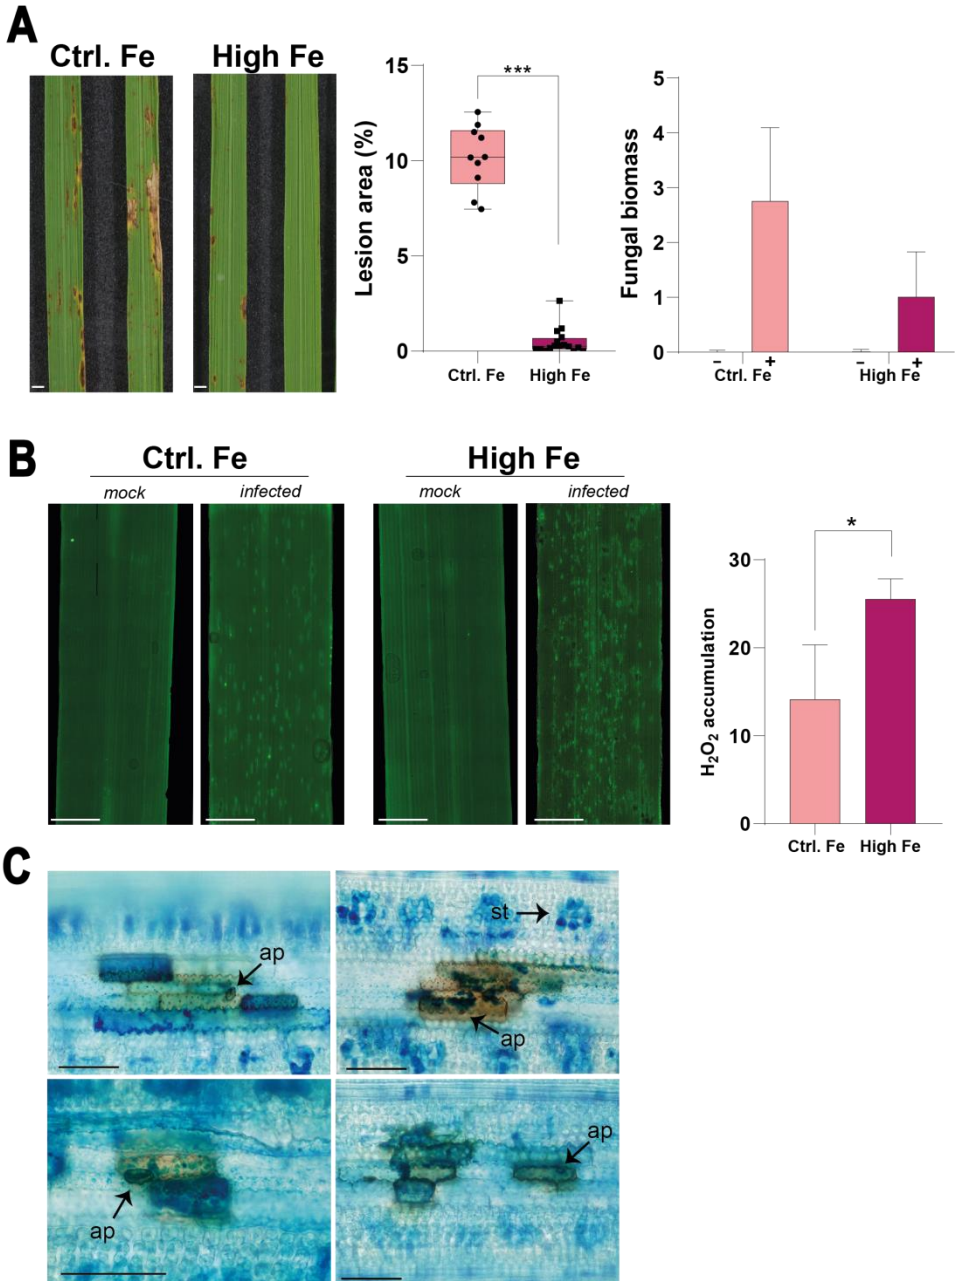 A
Ctrl. Fe
High Fe
Lesion area (%)
15
10
5
0
***
Ctrl. Fe
High Fe
Fungal biomass
5
4
3
2
1
0
– + – +
Ctrl. Fe
High Fe
B
Ctrl. Fe
High Fe
mock
infected
mock
infected
H₂O₂ accumulation
30
20
10
0
*
Ctrl. Fe
High Fe
C
ap
st
ap
ap
ap